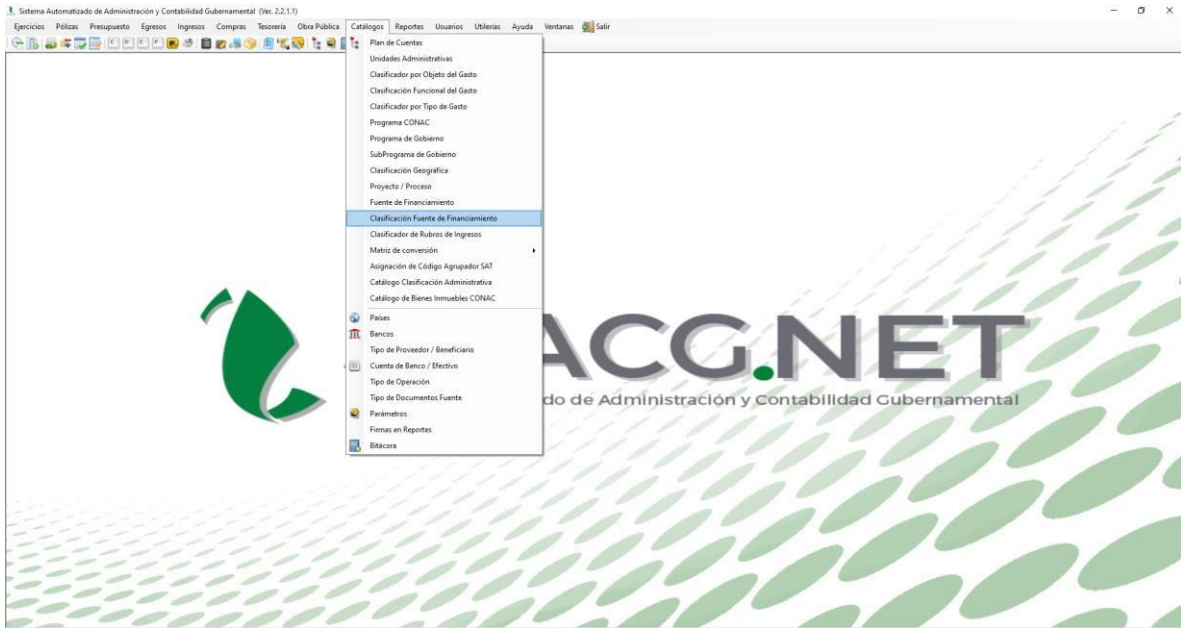 Sistema Automatizado de Administración y Contabilidad Gubernamental (Ver. 2.2.1.1)
Ejercicios Pólizas Presupuesto Egresos Ingresos Compras Tesorería Obra Pública Catálogos Reportes Usuarios Utilerías Ayuda Ventanas Salir
Plan de Cuentas
Unidades Administrativas
Clasificador por Objeto del Gasto
Clasificación Funcional del Gasto
Clasificador por Tipo de Gasto
Programa CONAC
Programa de Gobierno
SubPrograma de Gobierno
Clasificación Geográfica
Proyecto / Proceso
Fuente de Financiamiento
Clasificación Fuente de Financiamiento
Clasificador de Rubros de Ingresos
Matriz de conversión
Asignación de Código Agrupador SAT
Catálogo Clasificación Administrativa
Catálogo de Bienes Inmuebles CONAC
Países
Bancos
Tipo de Proveedor / Beneficiario
Cuenta de Banco / Efectivo
Tipo de Operación
Tipo de Documentos Fuente
Parámetros
Firmas en Reportes
Bitácora
ACG.NET
do de Administración y Contabilidad Gubernamental